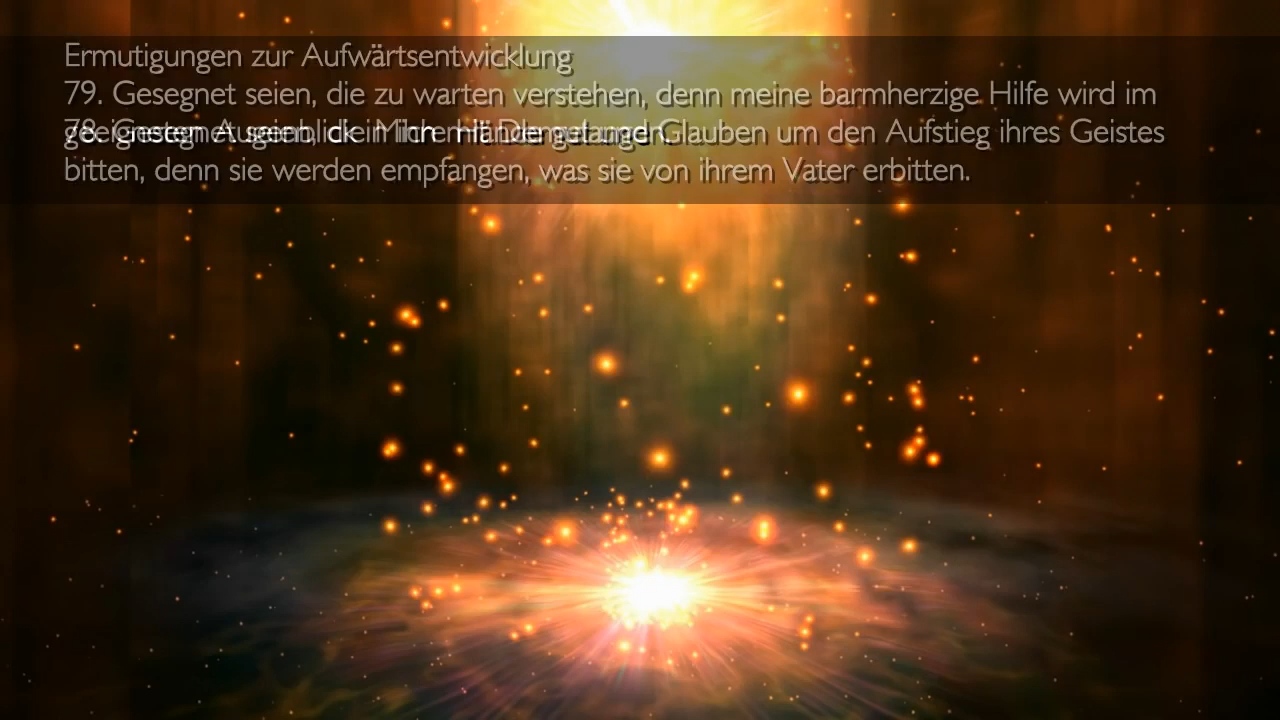 Ermutigungen zur Aufwärtsentwicklung
79. Gesegnet seien, die zu warten verstehen, denn meine barmherzige Hilfe wird im
Glauben um den Aufstieg ihres Geistes
bitten, denn sie werden empfangen, was sie von ihrem Vater erbitten.